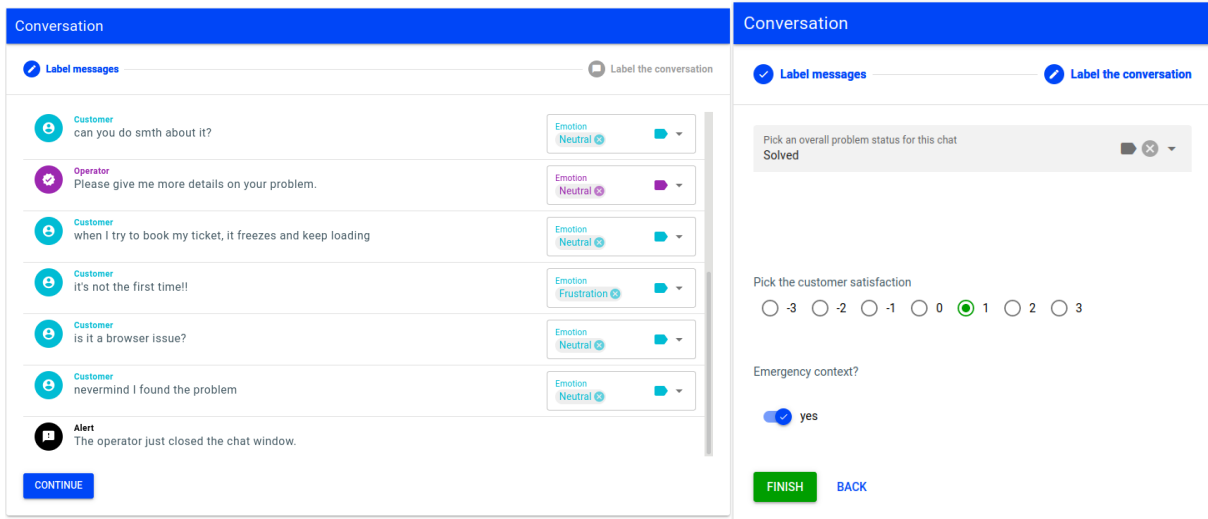 Conversation
Label messages
Label the conversation
Customer
can you do smth about it?
Emotion
Neutral
Operator
Please give me more details on your problem.
Emotion
Neutral
Customer
when I try to book my ticket, it freezes and keep loading
Emotion
Neutral
Customer
it's not the first time!!
Emotion
Frustration
Customer
is it a browser issue?
Emotion
Neutral
Customer
nevermind I found the problem
Emotion
Neutral
Alert
The operator just closed the chat window.
CONTINUE
Conversation
Label messages
Label the conversation
Pick an overall problem status for this chat
Solved
Pick the customer satisfaction
-3 -2 -1 0 1 2 3
Emergency context?
yes
FINISH BACK